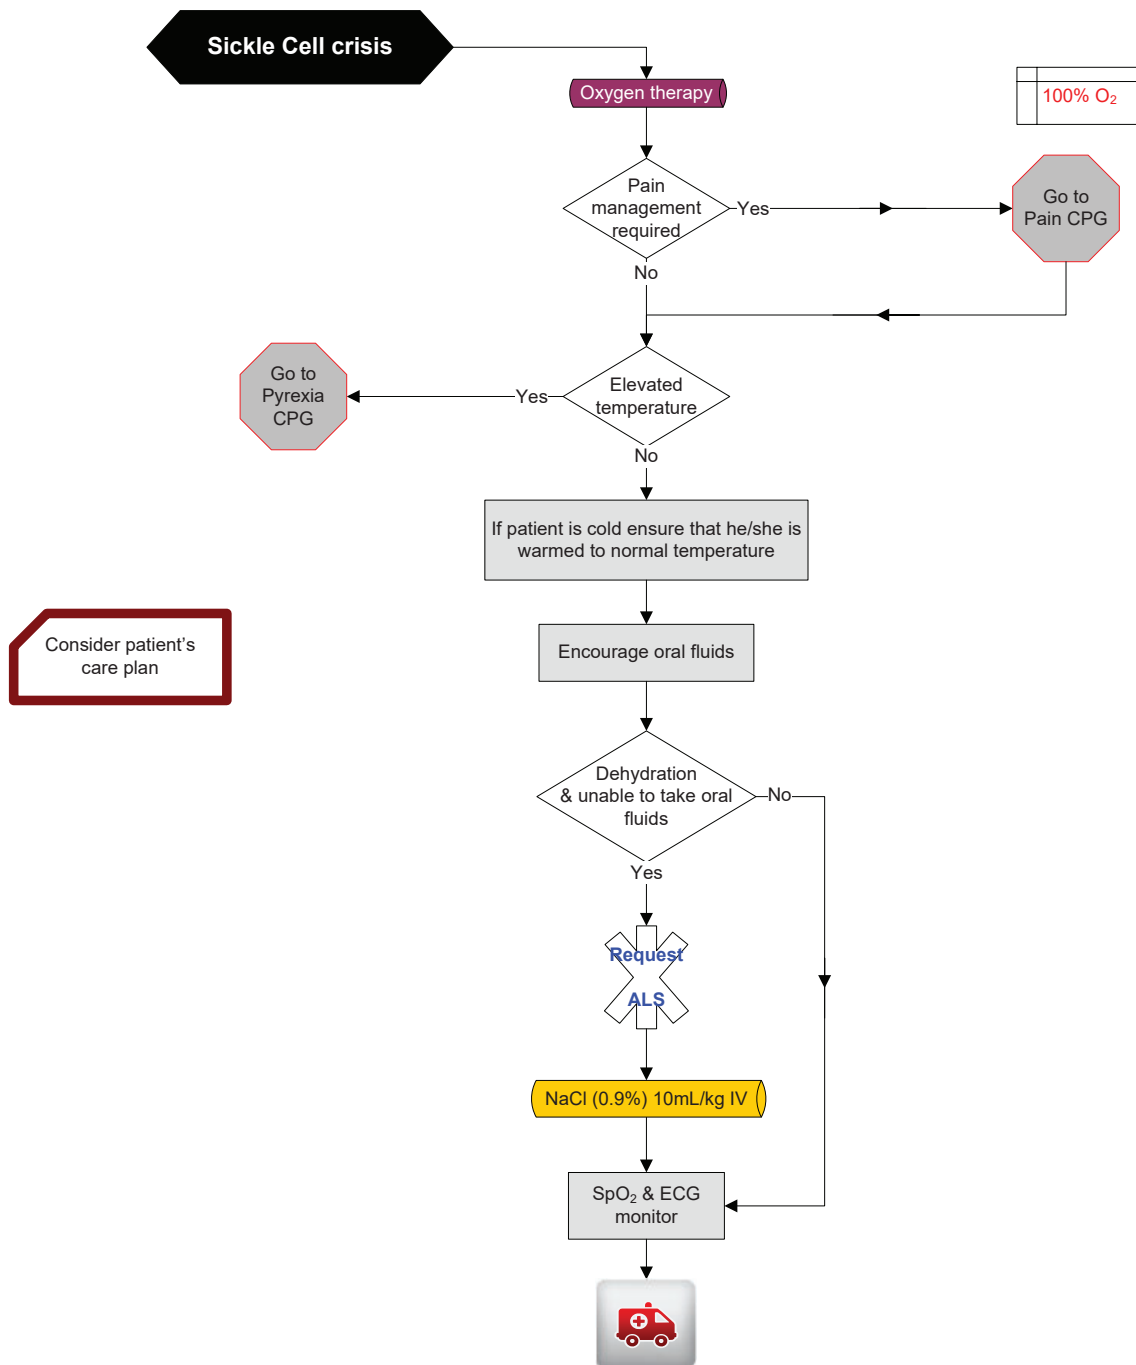 Sickle Cell crisis
Oxygen therapy
100% O₂
Pain
management
required
Yes
Go to
Pain CPG
No
Elevated
temperature
Yes
Go to
Pyrexia
CPG
No
If patient is cold ensure that he/she is
warmed to normal temperature
Consider patient’s
care plan
Encourage oral fluids
Dehydration
& unable to take oral
fluids
No
Yes
Request
ALS
NaCl (0.9%) 10mL/kg IV
SpO₂ & ECG
monitor